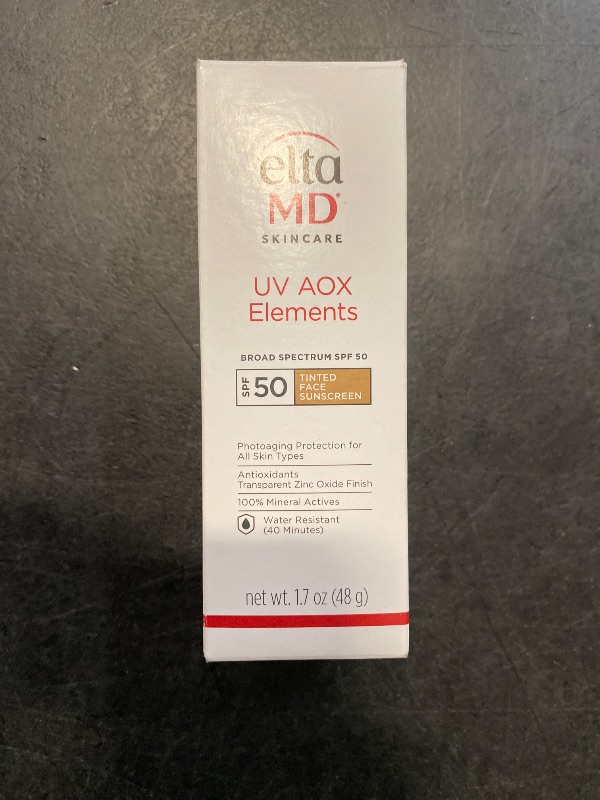 elta
MD®
SKINCARE
UV AOX
Elements
BROAD SPECTRUM SPF 50
SPF 50 TINTED
FACE
SUNSCREEN
Photoaging Protection for
All Skin Types
Antioxidants
Transparent Zinc Oxide Finish
100% Mineral Actives
Water Resistant
(40 Minutes)
net wt. 1.7 oz (48 g)